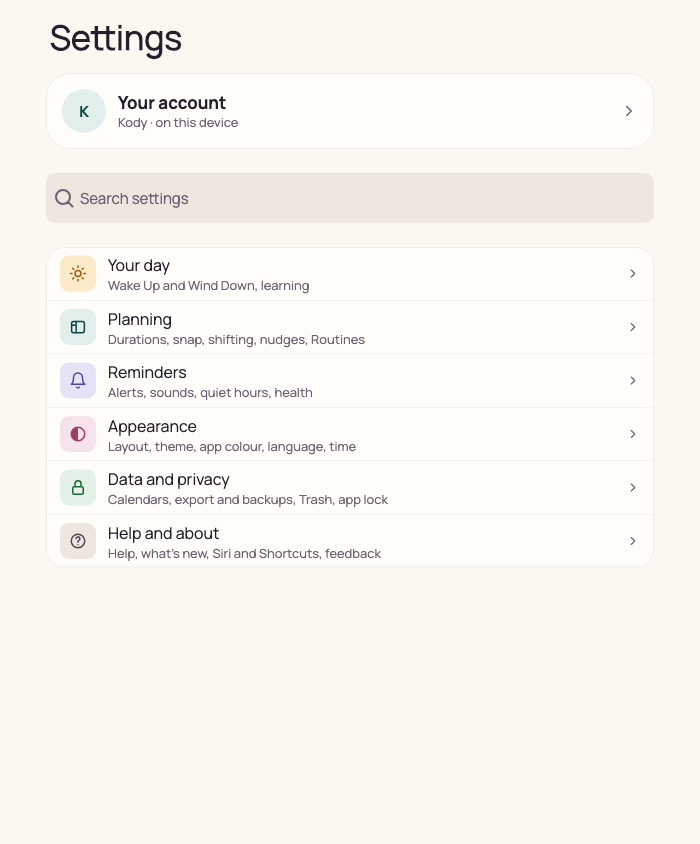 Settings
K
Your account
Kody · on this device
Search settings
Your day
Wake Up and Wind Down, learning
Planning
Durations, snap, shifting, nudges, Routines
Reminders
Alerts, sounds, quiet hours, health
Appearance
Layout, theme, app colour, language, time
Data and privacy
Calendars, export and backups, Trash, app lock
Help and about
Help, what's new, Siri and Shortcuts, feedback